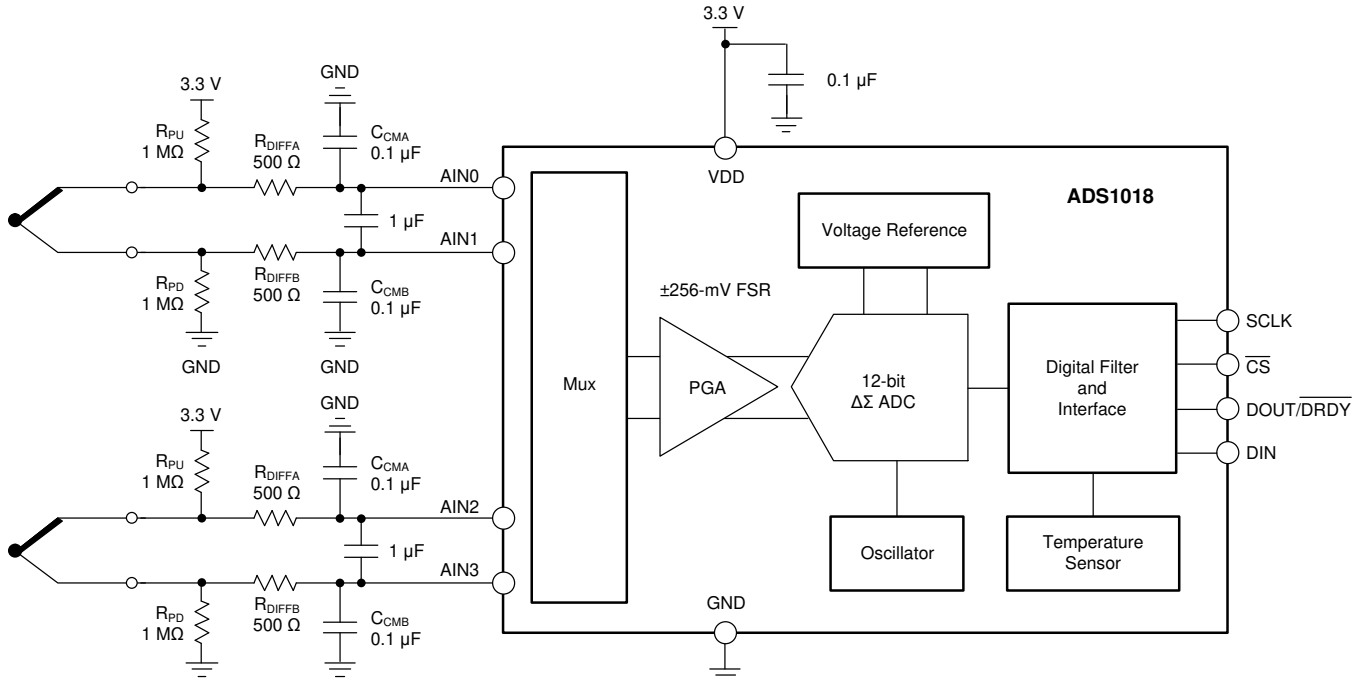 3.3 V
0.1 µF
VDD
GND
3.3 V
R_PU
1 MΩ
R_DIFFA
500 Ω
C_CMA
0.1 µF
AIN0
1 µF
AIN1
R_PD
1 MΩ
R_DIFFB
500 Ω
C_CMB
0.1 µF
GND
GND
GND
3.3 V
R_PU
1 MΩ
R_DIFFA
500 Ω
C_CMA
0.1 µF
AIN2
1 µF
AIN3
R_PD
1 MΩ
R_DIFFB
500 Ω
C_CMB
0.1 µF
ADS1018
Mux
±256-mV FSR
PGA
Voltage Reference
12-bit
ΔΣ ADC
Oscillator
Digital Filter
and
Interface
Temperature
Sensor
SCLK
C̅S̅
DOUT/D̅R̅D̅Y̅
DIN
GND